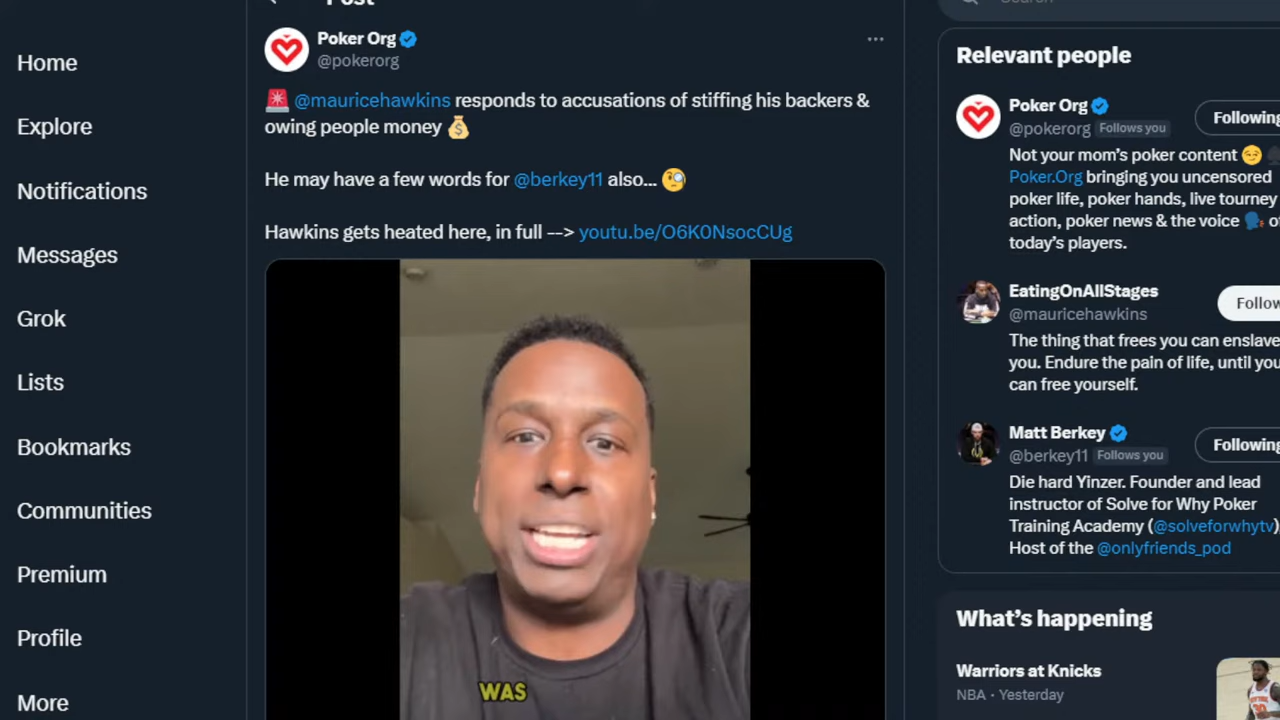 Home
Explore
Notifications
Messages
Grok
Lists
Bookmarks
Communities
Premium
Profile
More
Post
Poker Org
@pokerorg
🚨 @mauricehawkins responds to accusations of stiffing his backers &
owing people money 💰
He may have a few words for @berkey11 also... 🧐
Hawkins gets heated here, in full --> youtu.be/O6K0NsocCUg
WAS
Search
Relevant people
Poker Org
@pokerorg Follows you
Following
Not your mom's poker content 😏
Poker.Org bringing you uncensored
poker life, poker hands, live tourney
action, poker news & the voice 🗣️ of
today's players.
EatingOnAllStages
@mauricehawkins
Follow
The thing that frees you can enslave
you. Endure the pain of life, until you
can free yourself.
Matt Berkey
@berkey11 Follows you
Following
Die hard Yinzer. Founder and lead
instructor of Solve for Why Poker
Training Academy (@solveforwhytv)
Host of the @onlyfriends_pod
What's happening
Warriors at Knicks
NBA · Yesterday